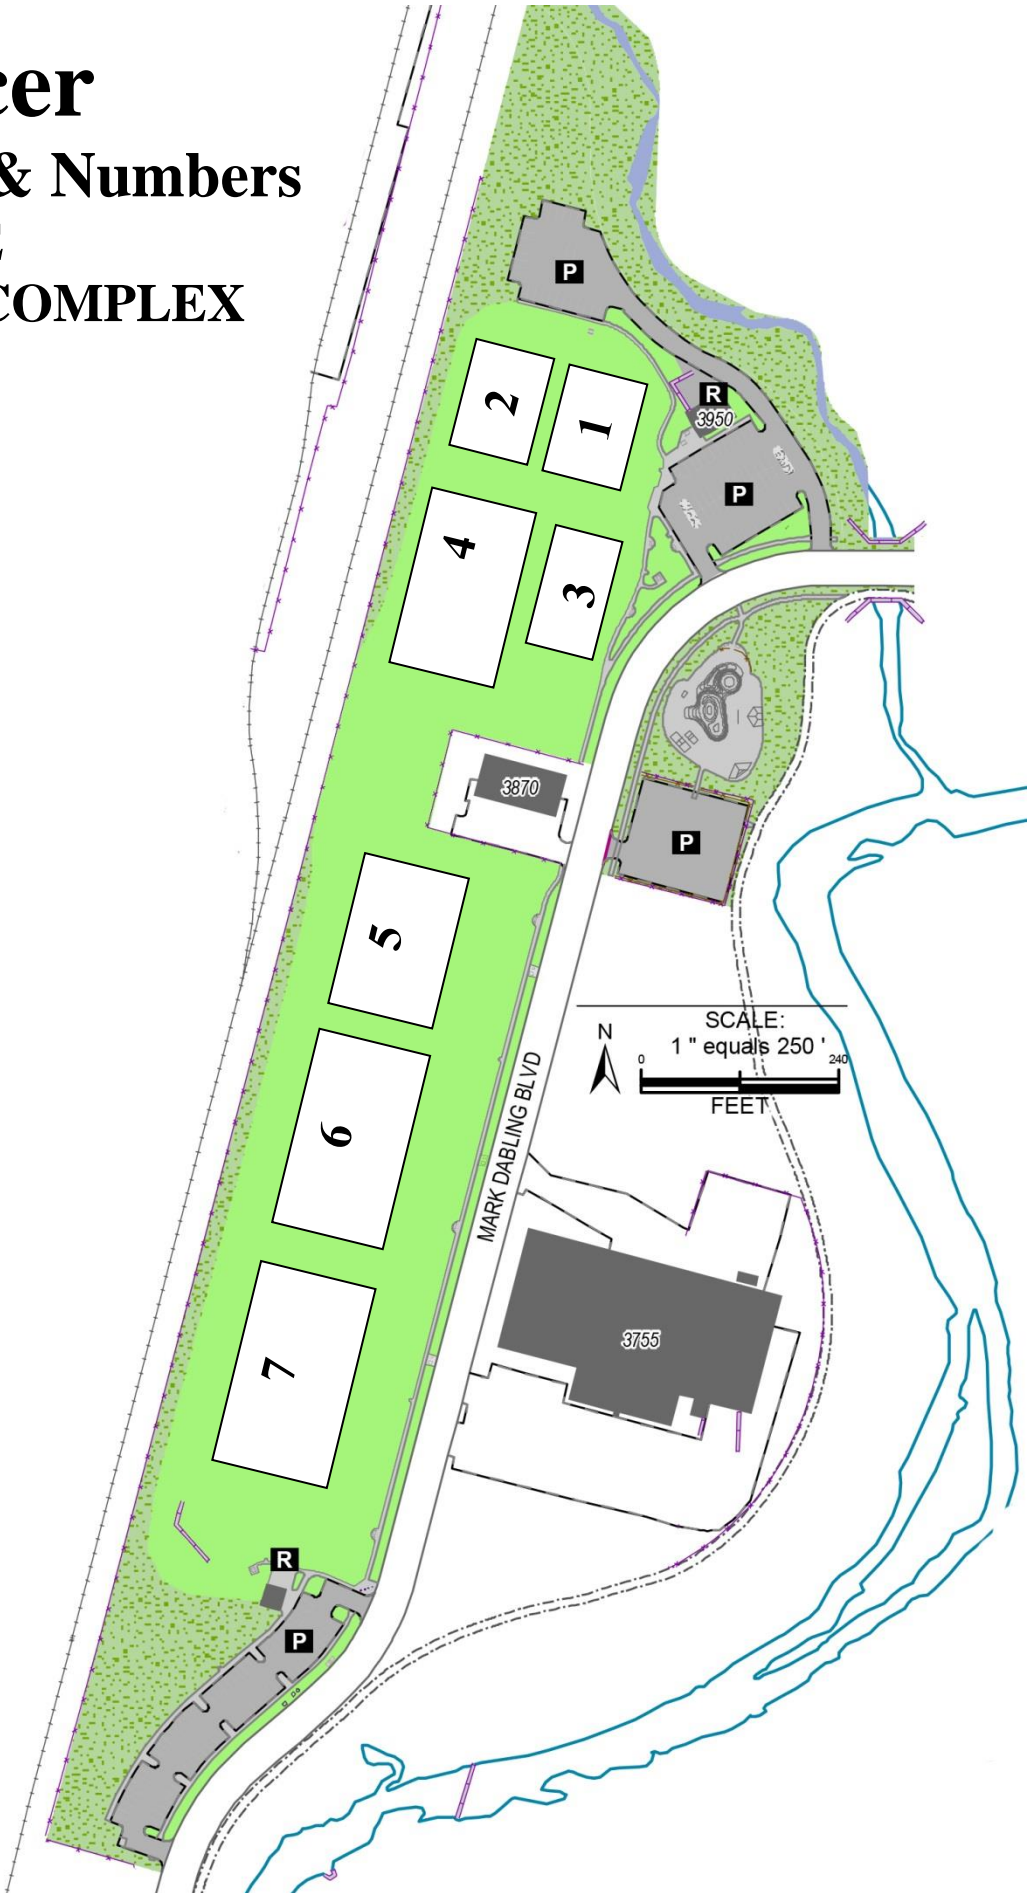 cer
& Numbers
COMPLEX
P
R
3950
2
1
P
4
3
3870
P
5
SCALE:
1 " equals 250 '
N
0
240
FEET
MARK DABLING BLVD
6
3755
7
R
P